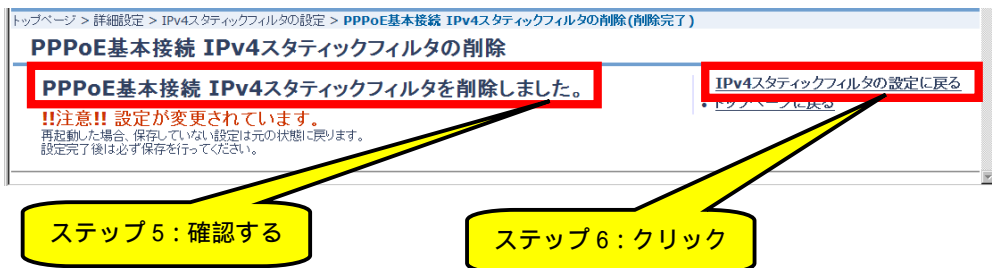 トップページ > 詳細設定 > IPv4スタティックフィルタの設定 > PPPoE基本接続 IPv4スタティックフィルタの削除(削除完了)
PPPoE基本接続 IPv4スタティックフィルタの削除
PPPoE基本接続 IPv4スタティックフィルタを削除しました。
IPv4スタティックフィルタの設定に戻る
・トップページに戻る
!!注意!! 設定が変更されています。
再起動した場合、保存していない設定は元の状態に戻ります。
設定完了後は必ず保存を行ってください。
ステップ5：確認する
ステップ6：クリック